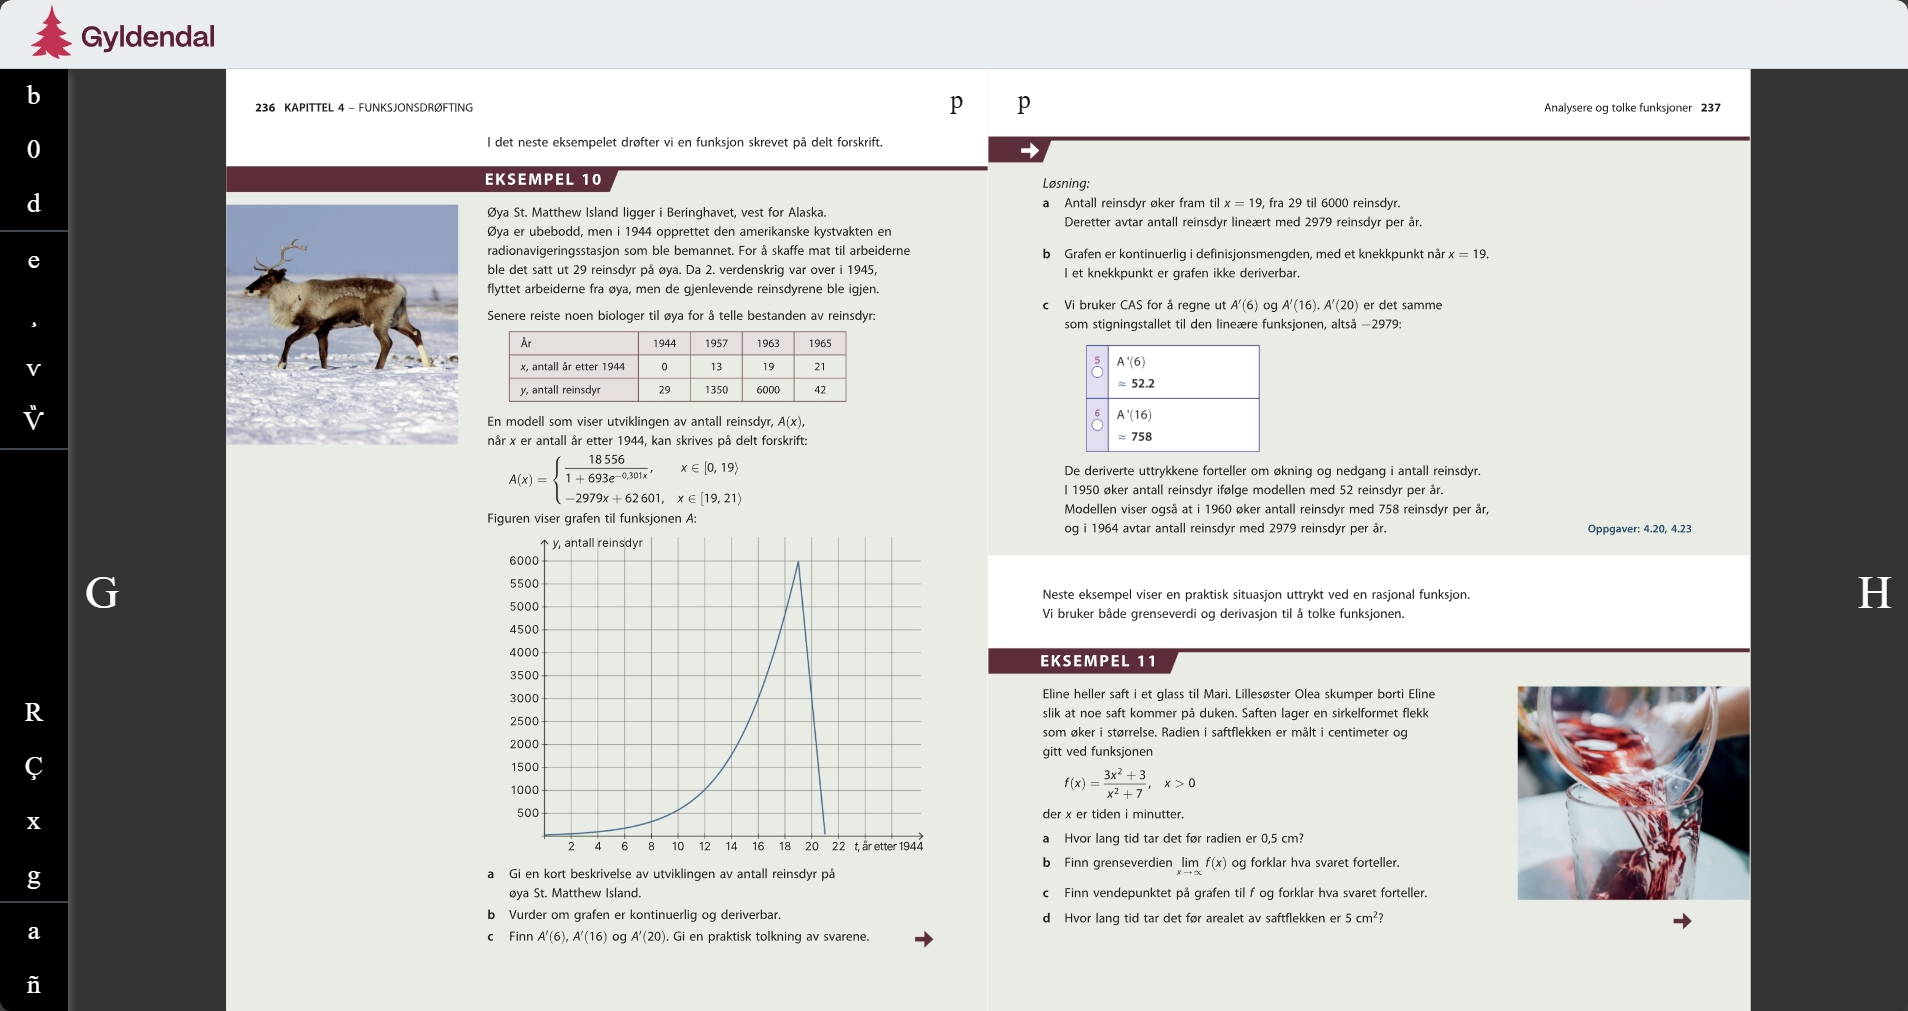 Gyldendal
b
0
d
e
¸
v
R
Ç
x
g
a
ñ
G
H
236 KAPITTEL 4 – FUNKSJONSDRØFTING
p
I det neste eksempelet drøfter vi en funksjon skrevet på delt forskrift.
EKSEMPEL 10
Øya St. Matthew Island ligger i Beringhavet, vest for Alaska.
Øya er ubebodd, men i 1944 opprettet den amerikanske kystvakten en
radionavigeringsstasjon som ble bemannet. For å skaffe mat til arbeiderne
ble det satt ut 29 reinsdyr på øya. Da 2. verdenskrig var over i 1945,
flyttet arbeiderne fra øya, men de gjenlevende reinsdyrene ble igjen.
Senere reiste noen biologer til øya for å telle bestanden av reinsdyr:
År 1944 1957 1963 1965
x, antall år etter 1944 0 13 19 21
y, antall reinsdyr 29 1350 6000 42
En modell som viser utviklingen av antall reinsdyr, A(x),
når x er antall år etter 1944, kan skrives på delt forskrift:
A(x) = { 18 556 / (1 + 693e^(−0,301x)), x ∈ [0, 19⟩
−2979x + 62 601, x ∈ [19, 21⟩
Figuren viser grafen til funksjonen A:
y, antall reinsdyr
6000
5500
5000
4500
4000
3500
3000
2500
2000
1500
1000
500
2 4 6 8 10 12 14 16 18 20 22 t, år etter 1944
a Gi en kort beskrivelse av utviklingen av antall reinsdyr på
øya St. Matthew Island.
b Vurder om grafen er kontinuerlig og deriverbar.
c Finn A′(6), A′(16) og A′(20). Gi en praktisk tolkning av svarene.
p
Analysere og tolke funksjoner 237
Løsning:
a Antall reinsdyr øker fram til x = 19, fra 29 til 6000 reinsdyr.
Deretter avtar antall reinsdyr lineært med 2979 reinsdyr per år.
b Grafen er kontinuerlig i definisjonsmengden, med et knekkpunkt når x = 19.
I et knekkpunkt er grafen ikke deriverbar.
c Vi bruker CAS for å regne ut A′(6) og A′(16). A′(20) er det samme
som stigningstallet til den lineære funksjonen, altså −2979:
5 A'(6)
≈ 52.2
6 A'(16)
≈ 758
De deriverte uttrykkene forteller om økning og nedgang i antall reinsdyr.
I 1950 øker antall reinsdyr ifølge modellen med 52 reinsdyr per år.
Modellen viser også at i 1960 øker antall reinsdyr med 758 reinsdyr per år,
og i 1964 avtar antall reinsdyr med 2979 reinsdyr per år.
Oppgaver: 4.20, 4.23
Neste eksempel viser en praktisk situasjon uttrykt ved en rasjonal funksjon.
Vi bruker både grenseverdi og derivasjon til å tolke funksjonen.
EKSEMPEL 11
Eline heller saft i et glass til Mari. Lillesøster Olea skumper borti Eline
slik at noe saft kommer på duken. Saften lager en sirkelformet flekk
som øker i størrelse. Radien i saftflekken er målt i centimeter og
gitt ved funksjonen
f(x) = (3x² + 3) / (x² + 7), x > 0
der x er tiden i minutter.
a Hvor lang tid tar det før radien er 0,5 cm?
b Finn grenseverdien lim x→∞ f(x) og forklar hva svaret forteller.
c Finn vendepunktet på grafen til f og forklar hva svaret forteller.
d Hvor lang tid tar det før arealet av saftflekken er 5 cm²?